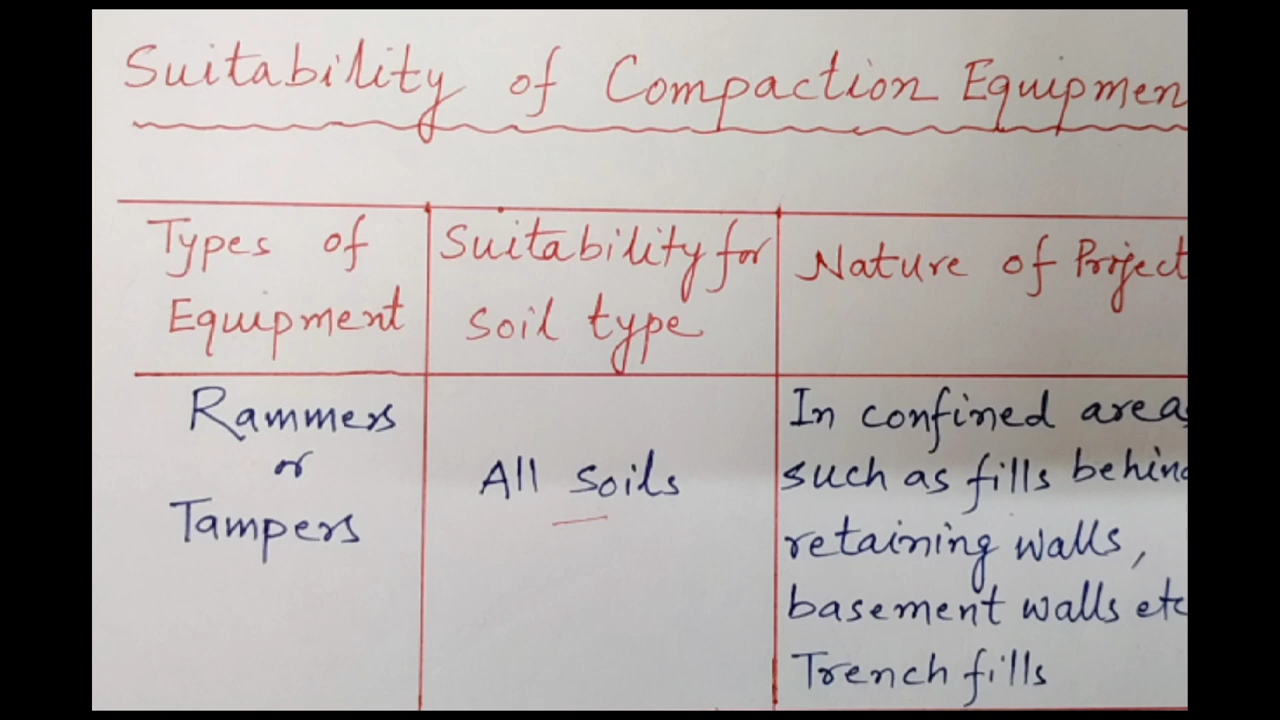 Suitability of Compaction Equipmen
Types of
Equipment
Suitability for
soil type
Nature of Project
Rammers
or
Tampers
All soils
In confined areas
such as fills behind
retaining walls,
basement walls etc
Trench fills